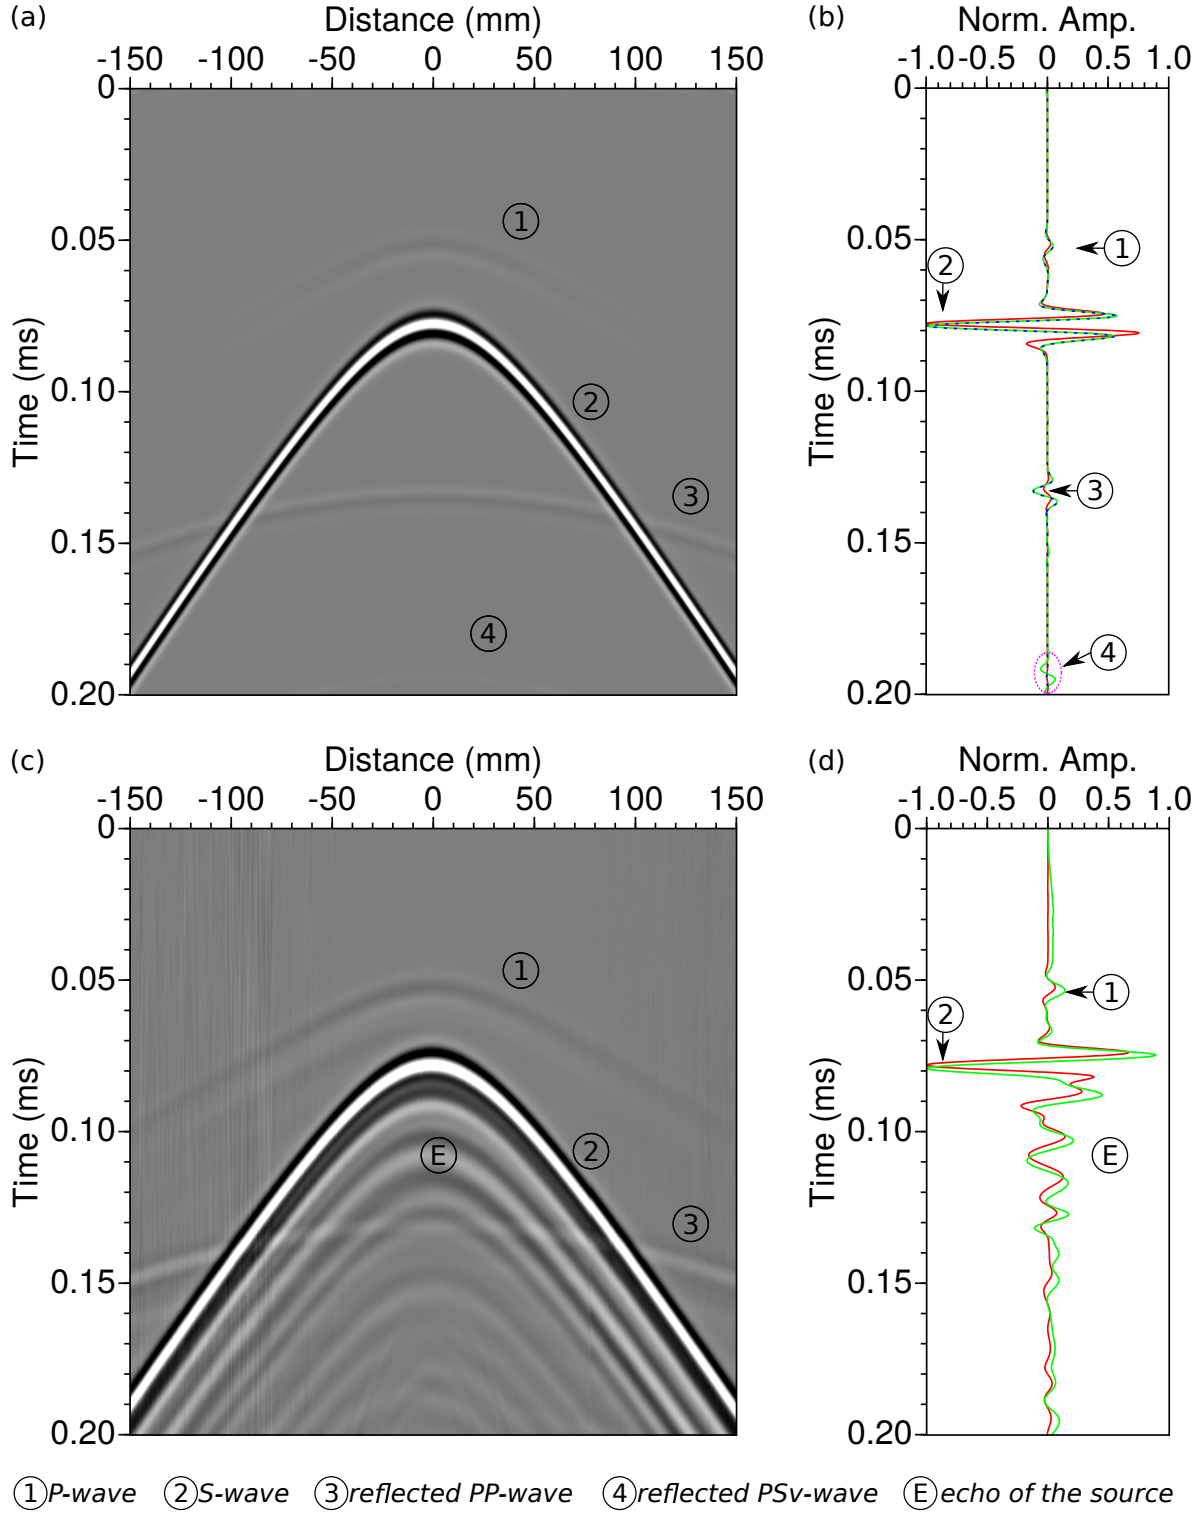 (a)
Distance (mm)
-150 -100 -50 0 50 100 150
0
0.05
0.10
0.15
0.20
Time (ms)
1
2
3
4
(b)
Norm. Amp.
-1.0 -0.5 0 0.5 1.0
0
0.05
0.10
0.15
0.20
Time (ms)
1
2
3
4
(c)
Distance (mm)
-150 -100 -50 0 50 100 150
0
0.05
0.10
0.15
0.20
Time (ms)
1
E
2
3
(d)
Norm. Amp.
-1.0 -0.5 0 0.5 1.0
0
0.05
0.10
0.15
0.20
Time (ms)
1
2
E
1 P-wave 2 S-wave 3 reflected PP-wave 4 reflected PSv-wave E echo of the source